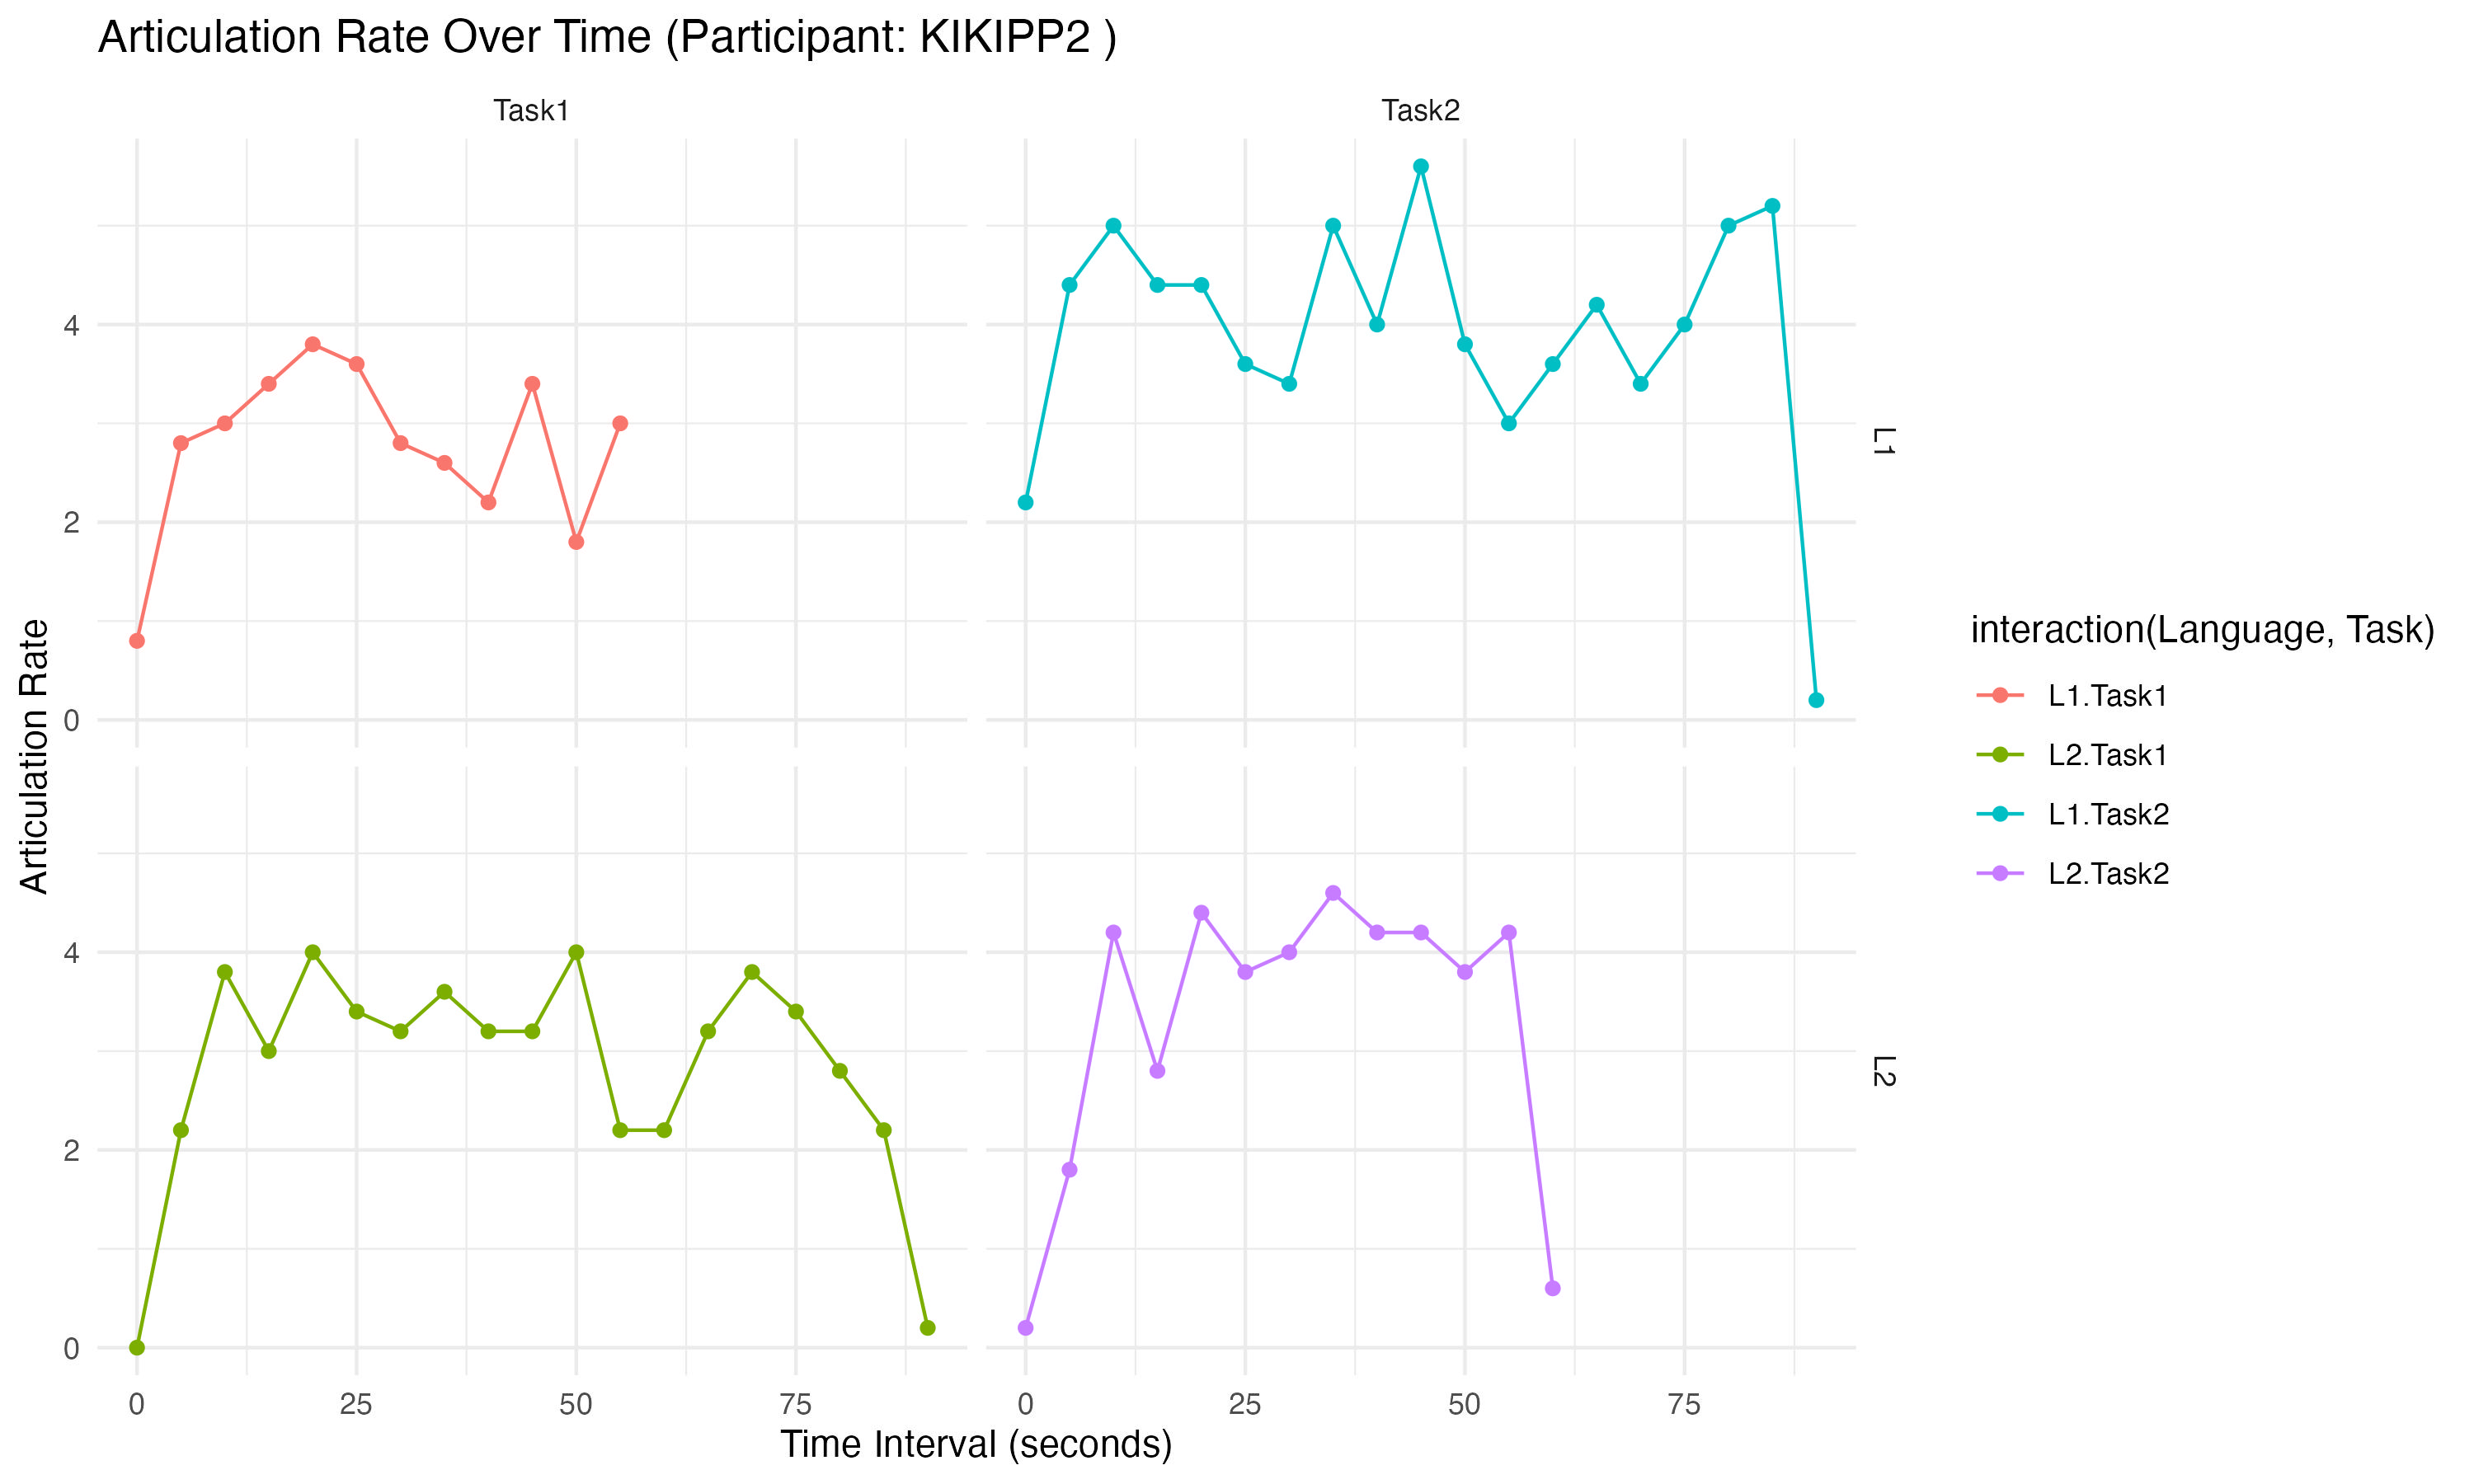 Articulation Rate Over Time (Participant: KIKIPP2 )
Task1
Task2
4
2
0
L1
4
2
0
L2
0
25
50
75
0
25
50
75
Articulation Rate
Time Interval (seconds)
interaction(Language, Task)
L1.Task1
L2.Task1
L1.Task2
L2.Task2